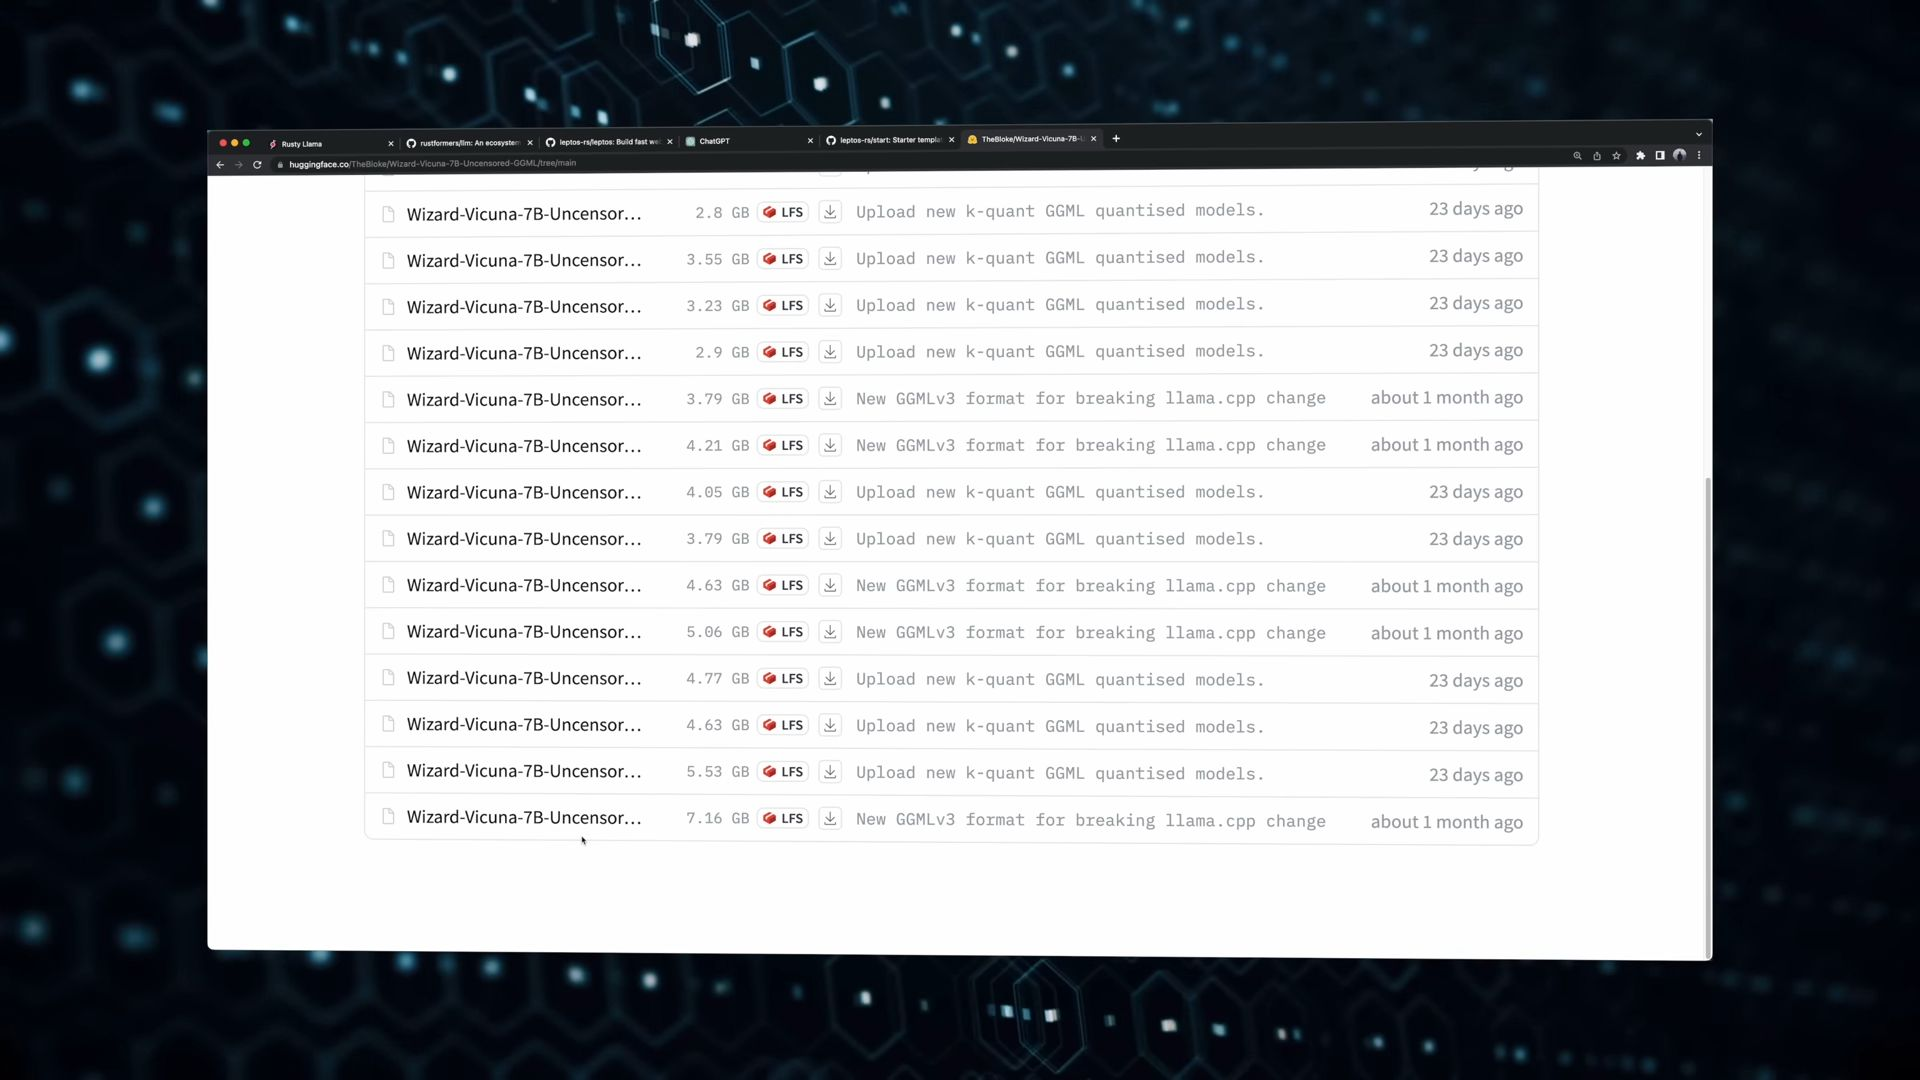 Rusty Llama
rustformers/llm: An ecosystem
leptos-rs/leptos: Build fast we
ChatGPT
leptos-rs/start: Starter templa
TheBloke/Wizard-Vicuna-7B-
huggingface.co/TheBloke/Wizard-Vicuna-7B-Uncensored-GGML/tree/main
Wizard-Vicuna-7B-Uncensor... 2.8 GB LFS Upload new k-quant GGML quantised models. 23 days ago
Wizard-Vicuna-7B-Uncensor... 3.55 GB LFS Upload new k-quant GGML quantised models. 23 days ago
Wizard-Vicuna-7B-Uncensor... 3.23 GB LFS Upload new k-quant GGML quantised models. 23 days ago
Wizard-Vicuna-7B-Uncensor... 2.9 GB LFS Upload new k-quant GGML quantised models. 23 days ago
Wizard-Vicuna-7B-Uncensor... 3.79 GB LFS New GGMLv3 format for breaking llama.cpp change about 1 month ago
Wizard-Vicuna-7B-Uncensor... 4.21 GB LFS New GGMLv3 format for breaking llama.cpp change about 1 month ago
Wizard-Vicuna-7B-Uncensor... 4.05 GB LFS Upload new k-quant GGML quantised models. 23 days ago
Wizard-Vicuna-7B-Uncensor... 3.79 GB LFS Upload new k-quant GGML quantised models. 23 days ago
Wizard-Vicuna-7B-Uncensor... 4.63 GB LFS New GGMLv3 format for breaking llama.cpp change about 1 month ago
Wizard-Vicuna-7B-Uncensor... 5.06 GB LFS New GGMLv3 format for breaking llama.cpp change about 1 month ago
Wizard-Vicuna-7B-Uncensor... 4.77 GB LFS Upload new k-quant GGML quantised models. 23 days ago
Wizard-Vicuna-7B-Uncensor... 4.63 GB LFS Upload new k-quant GGML quantised models. 23 days ago
Wizard-Vicuna-7B-Uncensor... 5.53 GB LFS Upload new k-quant GGML quantised models. 23 days ago
Wizard-Vicuna-7B-Uncensor... 7.16 GB LFS New GGMLv3 format for breaking llama.cpp change about 1 month ago